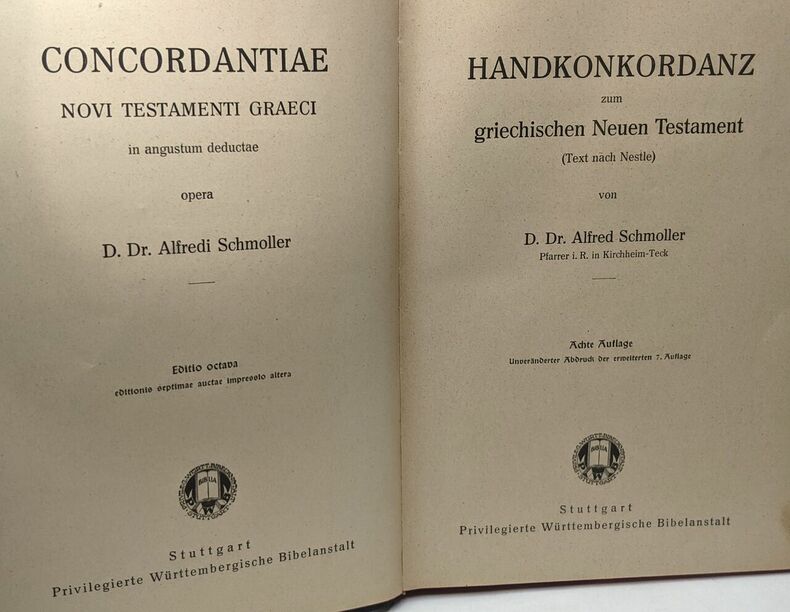 CONCORDANTIAE
NOVI TESTAMENTI GRAECI
in angustum deductae
opera
D. Dr. Alfredi Schmoller
Editio octava
editionis septimae auctae impressio altera
BIBLIA
P W B
Stuttgart
Privilegierte Württembergische Bibelanstalt
HANDKONKORDANZ
zum
griechischen Neuen Testament
(Text nach Nestle)
von
D. Dr. Alfred Schmoller
Pfarrer i. R. in Kirchheim-Teck
Achte Auflage
Unveränderter Abdruck der erweiterten 7. Auflage
BIBLIA
P W B
Stuttgart
Privilegierte Württembergische Bibelanstalt